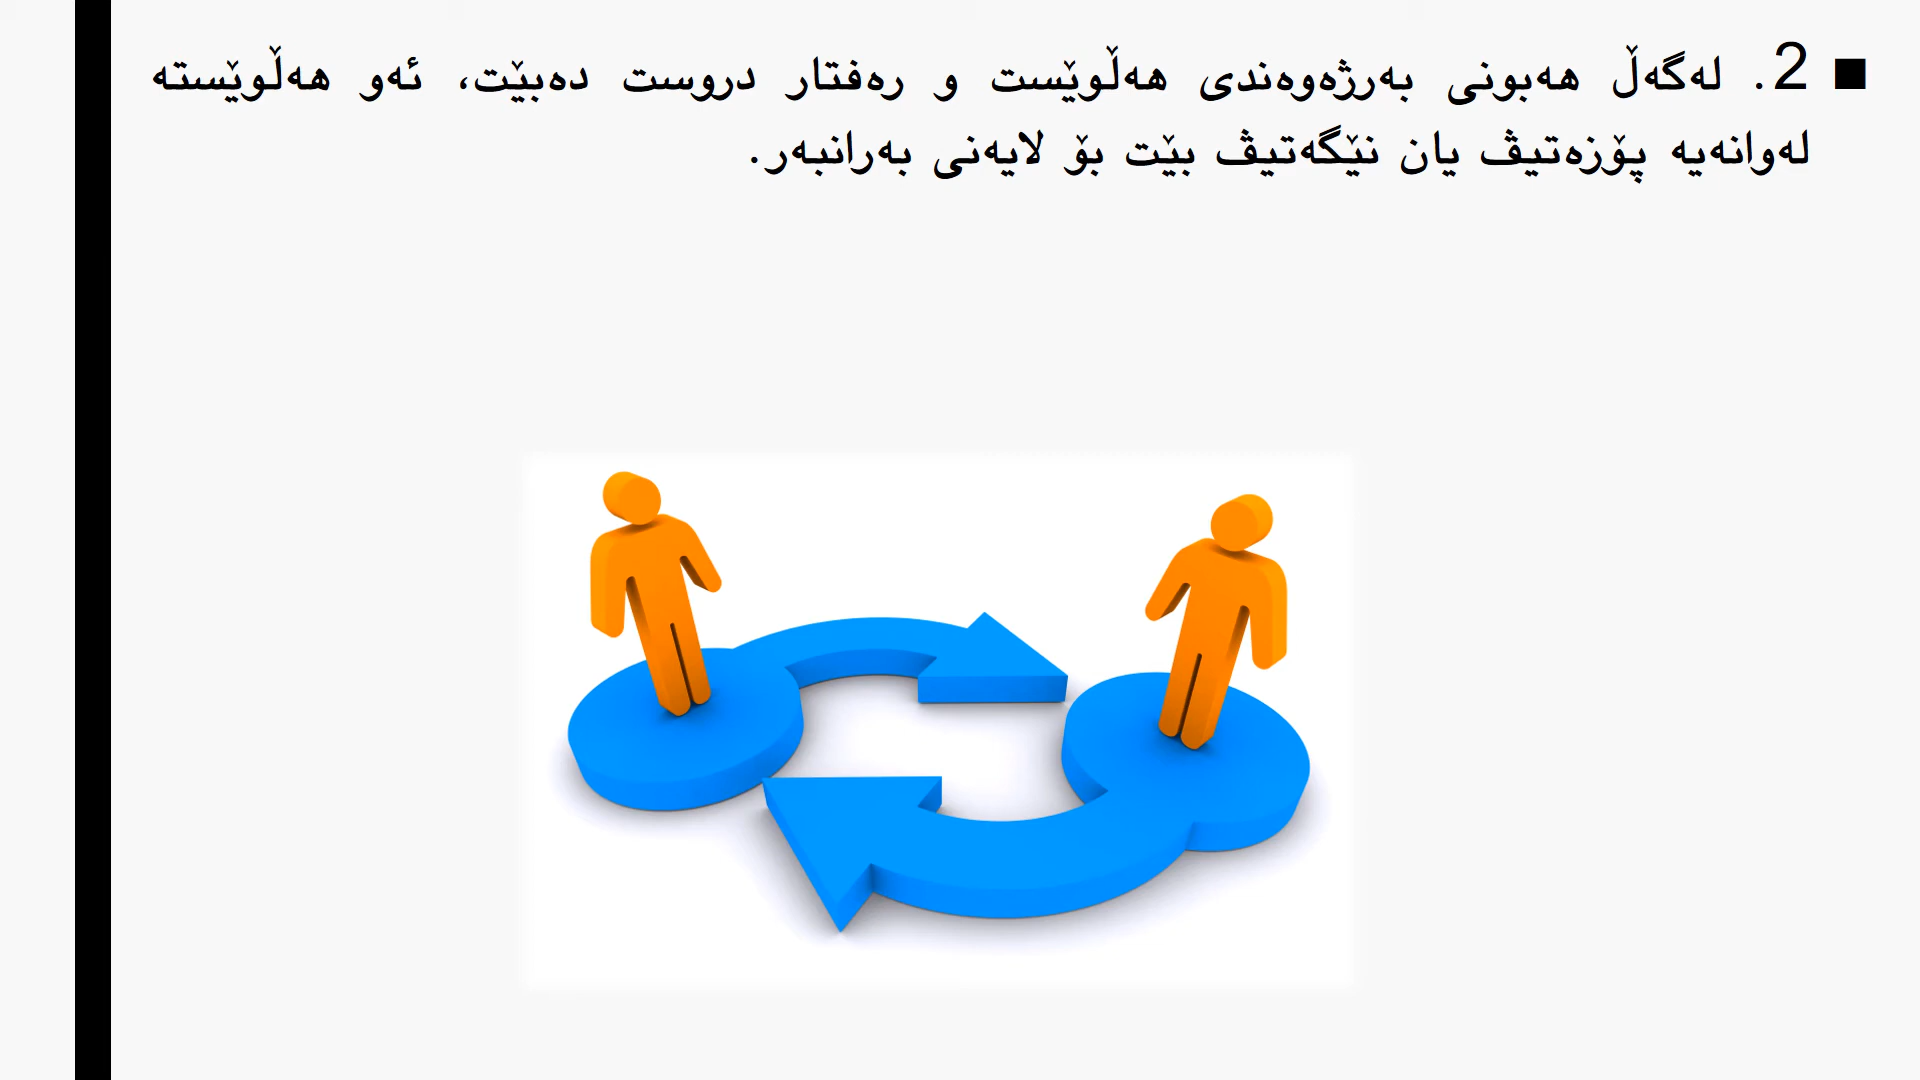 ■ 2. لەگەڵ هەبونی بەرژەوەندی هەڵوێست و رەفتار دروست دەبێت، ئەو هەڵوێستە
لەوانەیە پۆزەتیڤ یان نێگەتیڤ بێت بۆ لایەنی بەرانبەر.